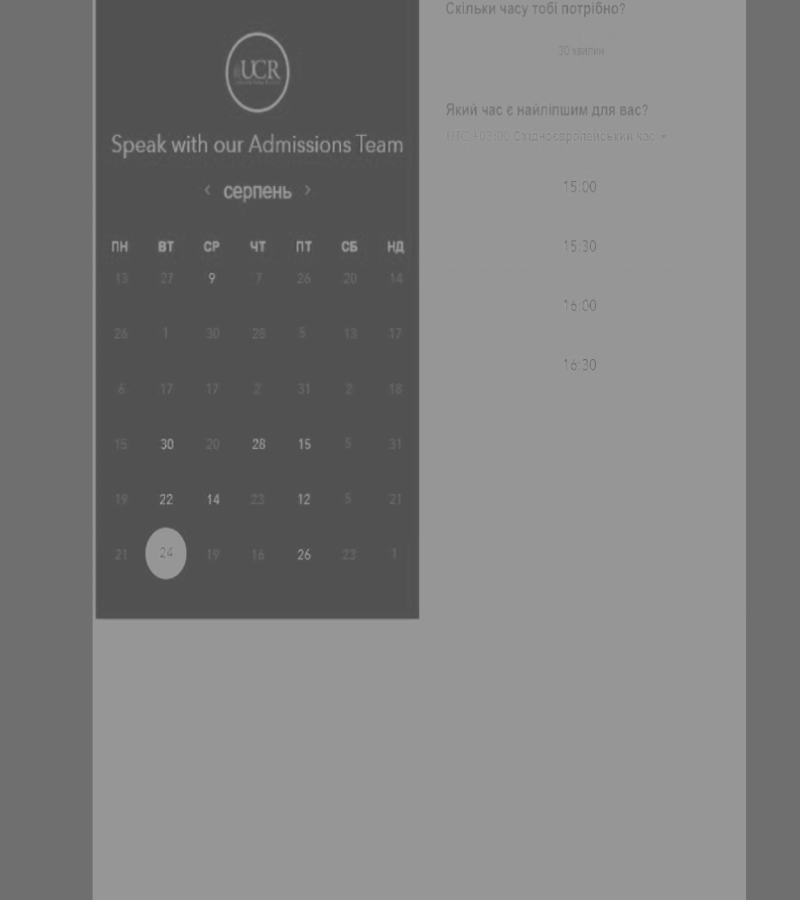 UCR
Speak with our Admissions Team
‹ серпень ›
ПН ВТ СР ЧТ ПТ СБ НД
13 27 9 7 26 20 14
26 1 30 28 5 13 17
6 17 17 2 31 2 18
15 30 20 28 15 5 31
19 22 14 23 12 5 21
21 24 19 16 26 23 1
Скільки часу тобі потрібно?
30 хвилин
Який час є найліпшим для вас?
UTC +03:00 Східноєвропейський час
15:00
15:30
16:00
16:30